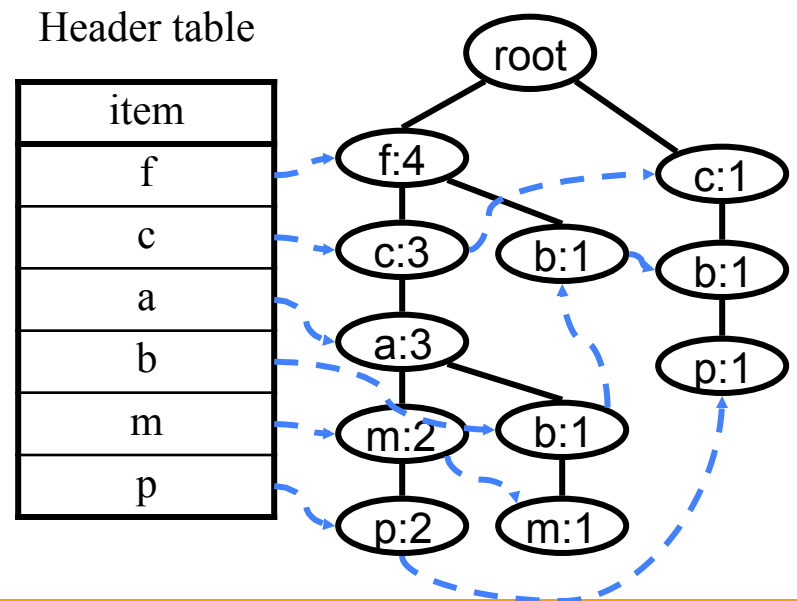 Header table
item
f
c
a
b
m
p
root
f:4
c:1
c:3
b:1
b:1
a:3
p:1
m:2
b:1
p:2
m:1